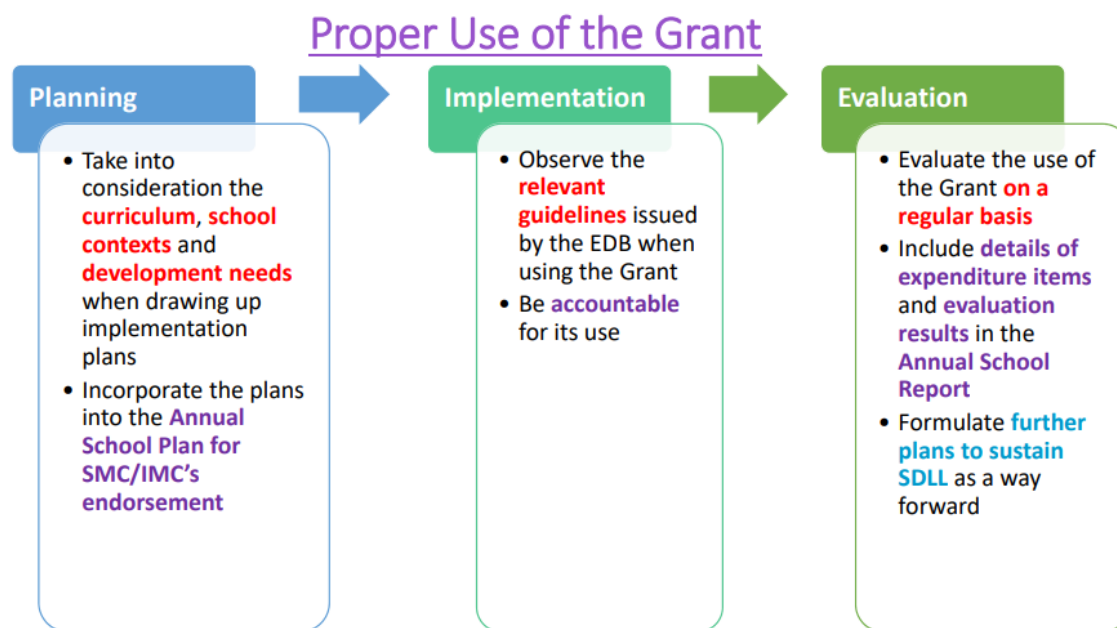 Proper Use of the Grant
Planning
• Take into
consideration the
curriculum, school
contexts and
development needs
when drawing up
implementation
plans
• Incorporate the plans
into the Annual
School Plan for
SMC/IMC’s
endorsement
Implementation
• Observe the
relevant
guidelines issued
by the EDB when
using the Grant
• Be accountable
for its use
Evaluation
• Evaluate the use of
the Grant on a
regular basis
• Include details of
expenditure items
and evaluation
results in the
Annual School
Report
• Formulate further
plans to sustain
SDLL as a way
forward